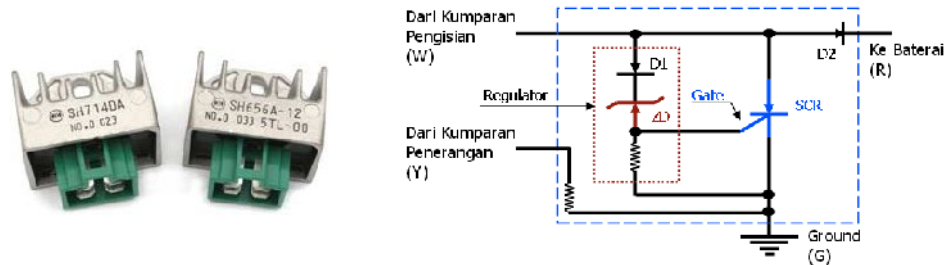 SH714DA
NO.0 023
SH656A-12
NO.0 033 5TL-00
Dari Kumparan
Pengisian
(W)
D1
D2
Ke Baterai
(R)
Regulator
Gate
SCR
ZD
Dari Kumparan
Penerangan
(Y)
Ground
(G)